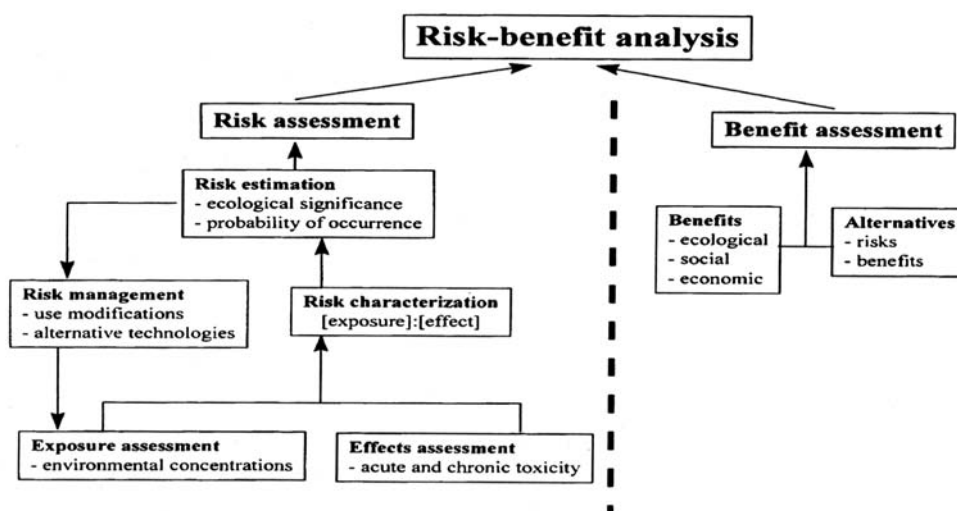 Risk-benefit analysis
Risk assessment
Benefit assessment
Risk estimation
- ecological significance
- probability of occurrence
Benefits
- ecological
- social
- economic
Alternatives
- risks
- benefits
Risk management
- use modifications
- alternative technologies
Risk characterization
[exposure]:[effect]
Exposure assessment
- environmental concentrations
Effects assessment
- acute and chronic toxicity